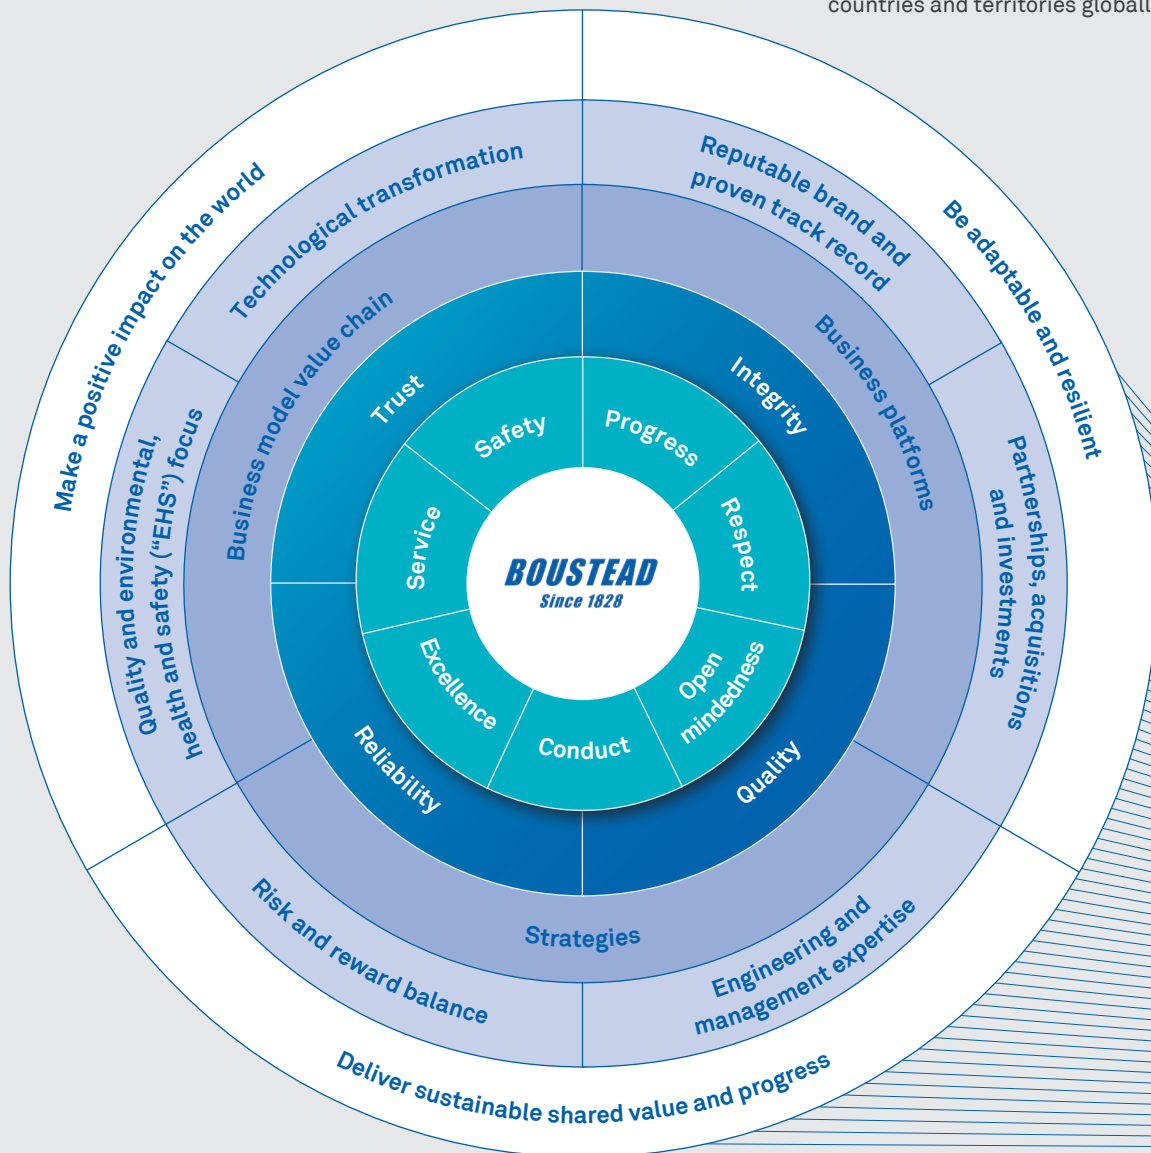 countries and territories globall
Make a positive impact on the world
Be adaptable and resilient
Deliver sustainable shared value and progress
Technological transformation
Reputable brand and
proven track record
Partnerships, acquisitions
and investments
Engineering and
management expertise
Risk and reward balance
Quality and environmental,
health and safety (“EHS”) focus
Business model value chain
Business platforms
Strategies
Trust
Integrity
Quality
Reliability
Safety
Progress
Respect
Open
mindedness
Conduct
Excellence
Service
BOUSTEAD
Since 1828